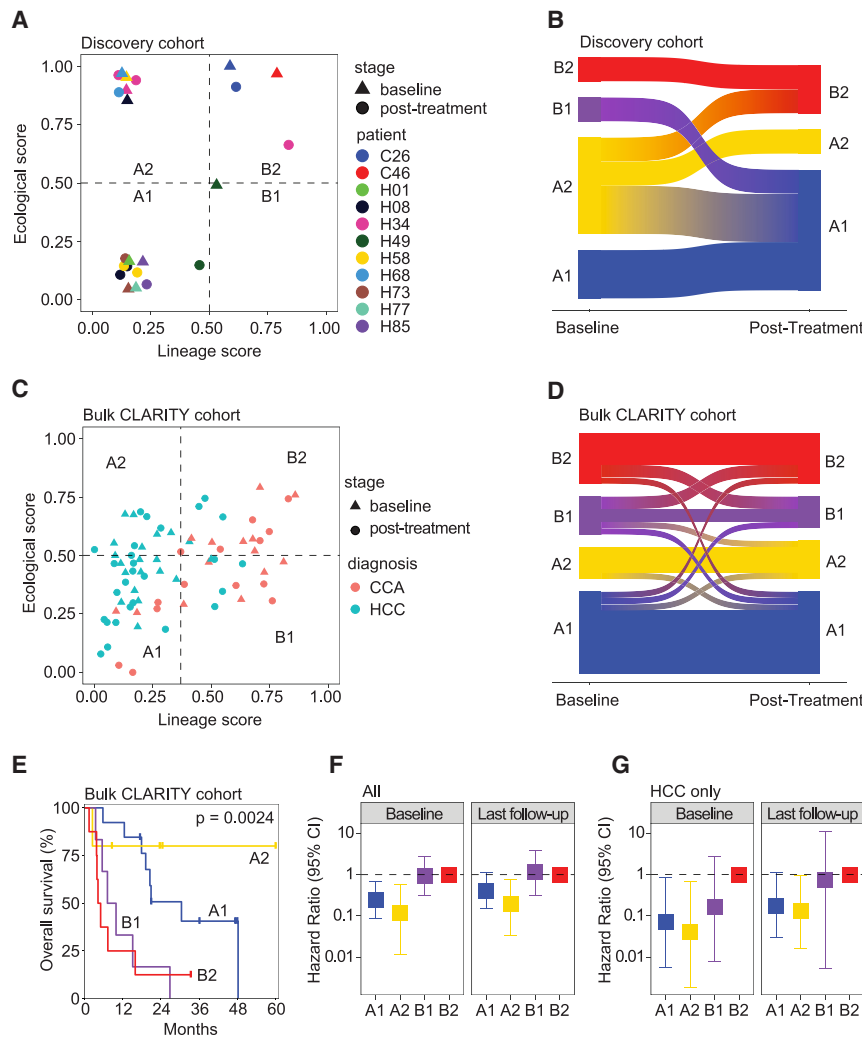 A
Discovery cohort
1.00
0.75
0.50
0.25
0.00
Ecological score
A2
B2
A1
B1
0.00 0.25 0.50 0.75 1.00
Lineage score
stage
baseline
post-treatment
patient
C26
C46
H01
H08
H34
H49
H58
H68
H73
H77
H85
B
Discovery cohort
B2
B1
A2
A1
B2
A2
A1
Baseline
Post-Treatment
C
Bulk CLARITY cohort
1.00
0.75
0.50
0.25
0.00
Ecological score
A2
B2
A1
B1
0.00 0.25 0.50 0.75 1.00
Lineage score
stage
baseline
post-treatment
diagnosis
CCA
HCC
D
Bulk CLARITY cohort
B2
B1
A2
A1
B2
B1
A2
A1
Baseline
Post-Treatment
E
Bulk CLARITY cohort
100
75
50
25
0
Overall survival (%)
p = 0.0024
A2
A1
B1
B2
0 12 24 36 48 60
Months
F
All
Baseline
Last follow-up
Hazard Ratio (95% CI)
10
1
0.1
0.01
A1 A2 B1 B2
A1 A2 B1 B2
G
HCC only
Baseline
Last follow-up
Hazard Ratio (95% CI)
10
1
0.1
0.01
A1 A2 B1 B2
A1 A2 B1 B2